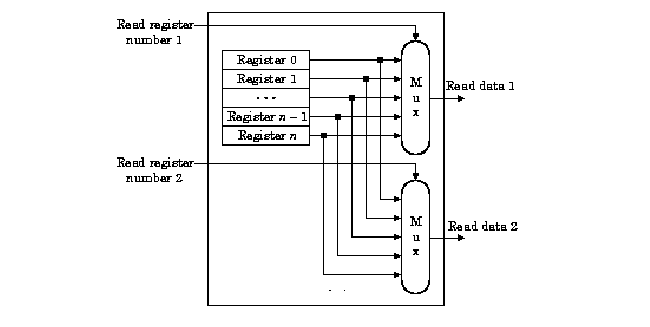 Read register
number 1
Register 0
Register 1
...
Register n − 1
Register n
M
u
x
Read data 1
Read register
number 2
M
u
x
Read data 2
. .